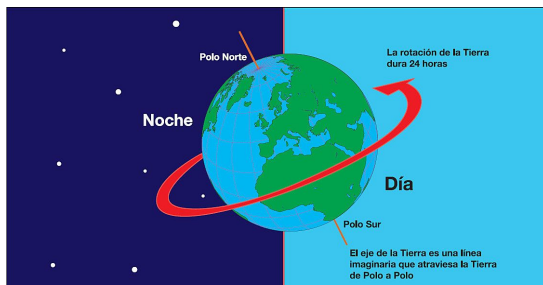 Polo Norte
La rotación de la Tierra
dura 24 horas
Noche
Día
Polo Sur
El eje de la Tierra es una línea
imaginaria que atraviesa la Tierra
de Polo a Polo